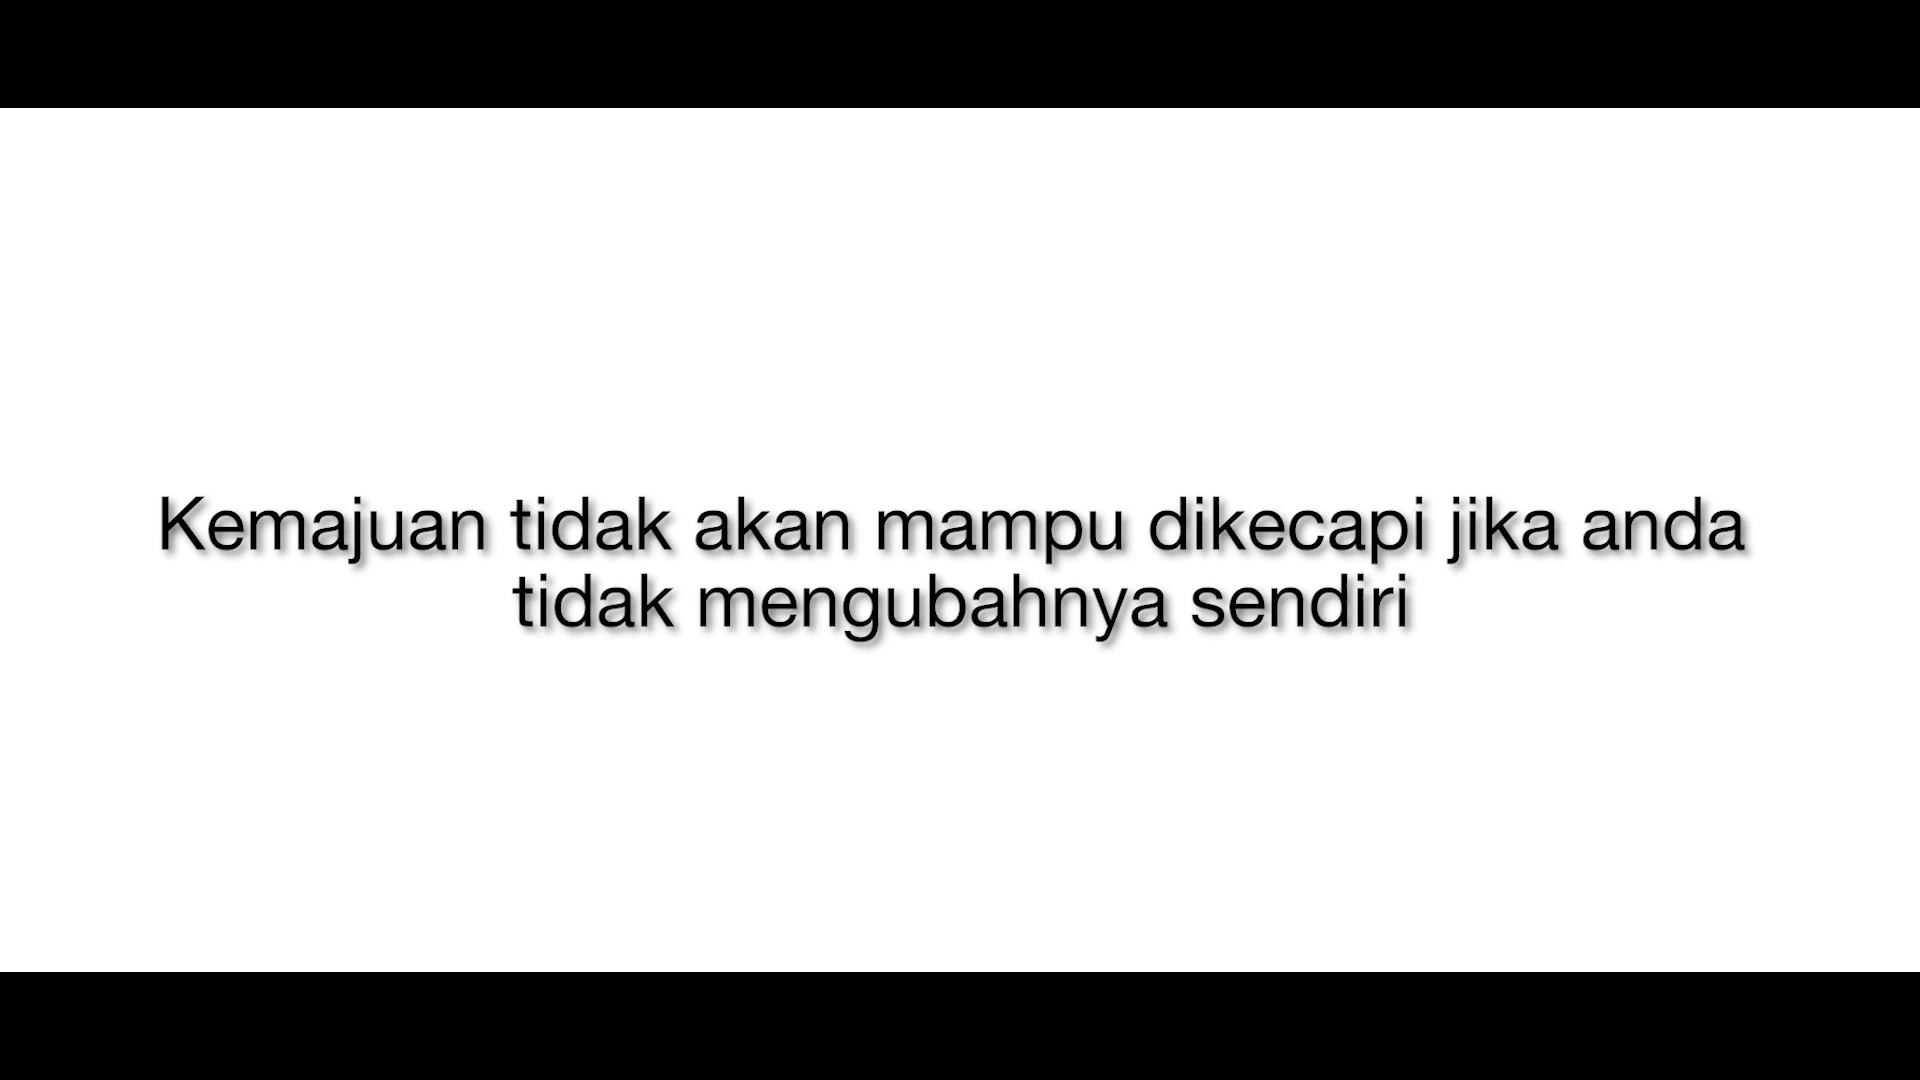 Kemajuan tidak akan mampu dikecapi jika anda
tidak mengubahnya sendiri